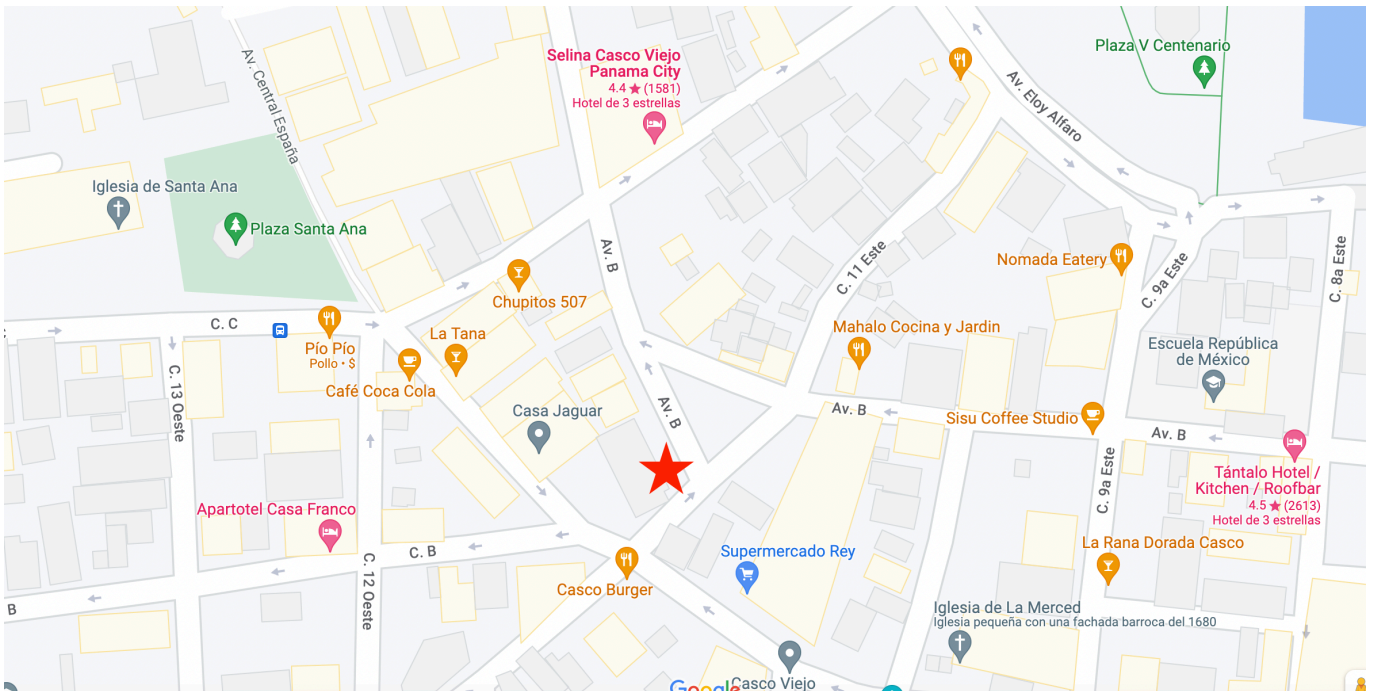 Selina Casco Viejo
Panama City
4.4 ★ (1581)
Hotel de 3 estrellas
Plaza V Centenario
Av. Central España
Av. Eloy Alfaro
Iglesia de Santa Ana
Plaza Santa Ana
Av. B
C. 11 Este
Nomada Eatery
C. 9a Este
C. 8a Este
Chupitos 507
C. C
La Tana
Mahalo Cocina y Jardin
Pío Pío
Pollo · $
Café Coca Cola
Escuela República
de México
C. 13 Oeste
Casa Jaguar
Av. B
Av. B
Sisu Coffee Studio
Av. B
Tántalo Hotel /
Kitchen / Roofbar
4.5 ★ (2613)
Hotel de 3 estrellas
C. 9a Este
Apartotel Casa Franco
C. B
C. 12 Oeste
Supermercado Rey
La Rana Dorada Casco
Casco Burger
B
Iglesia de La Merced
Iglesia pequeña con una fachada barroca del 1680
Casco Viejo
Google